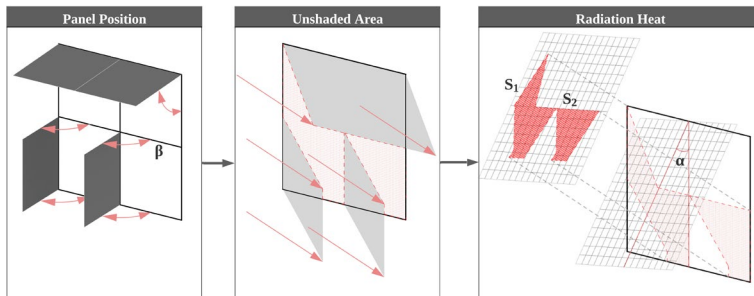 Panel Position
Unshaded Area
Radiation Heat
β
S1
S2
α